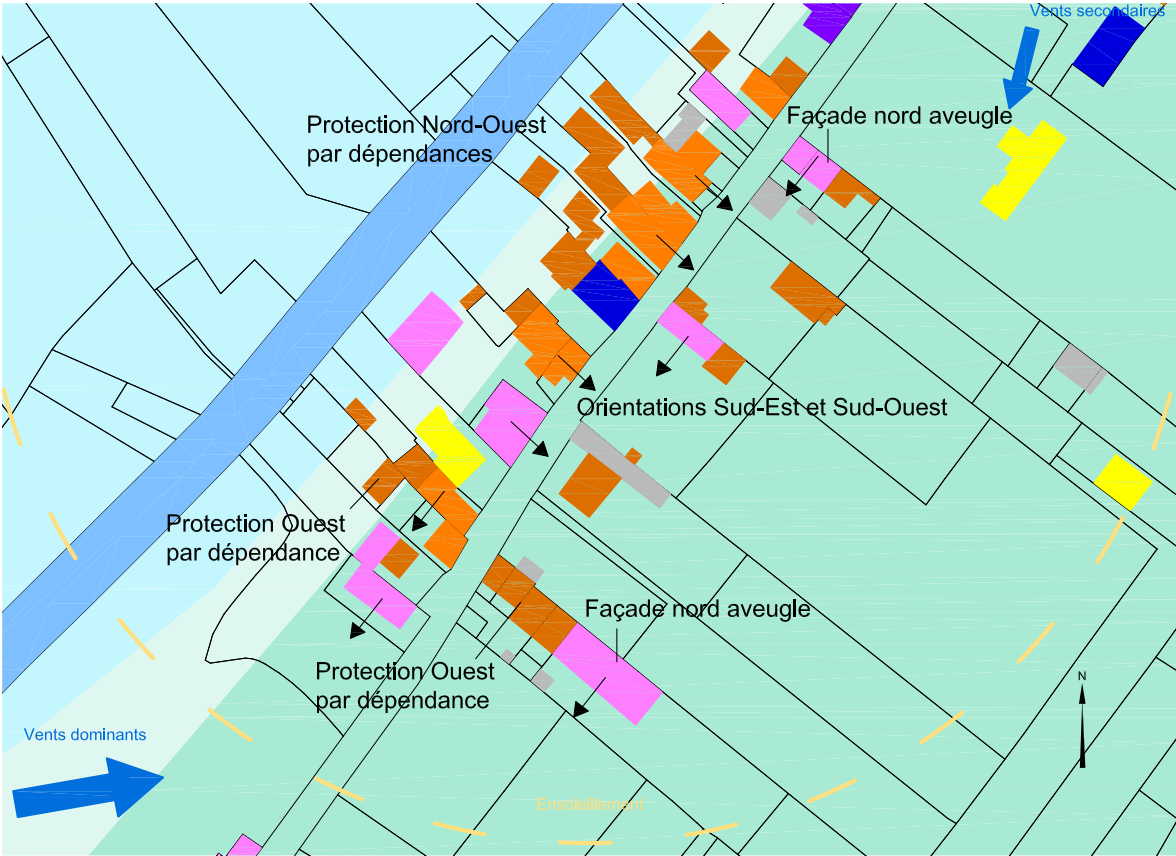 Vents secondaires
Façade nord aveugle
Protection Nord-Ouest
par dépendances
Orientations Sud-Est et Sud-Ouest
Protection Ouest
par dépendance
Façade nord aveugle
Protection Ouest
par dépendance
N
Vents dominants
Ensoleillement